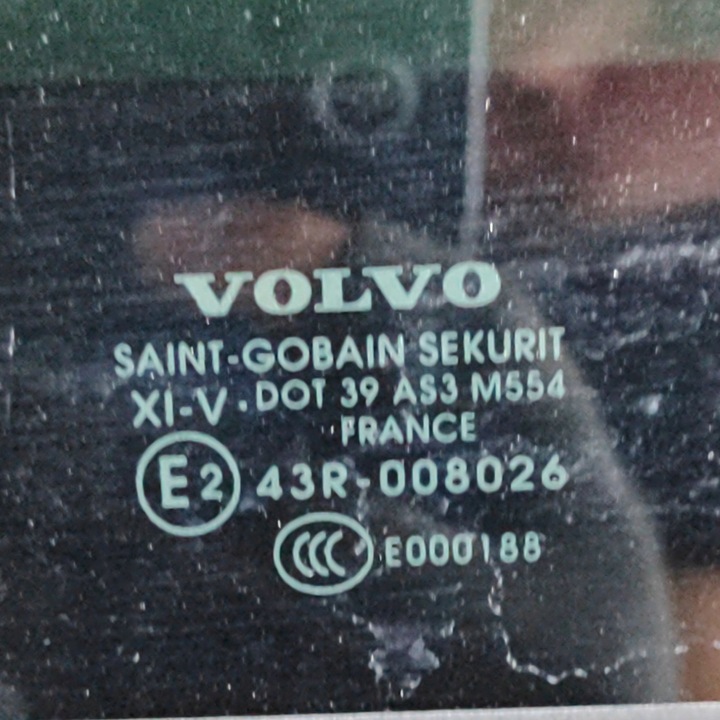 VOLVO
SAINT-GOBAIN SEKURIT
XI-V • DOT 39 AS3 M554
•• FRANCE
E2 43R-008026
CCC E000188